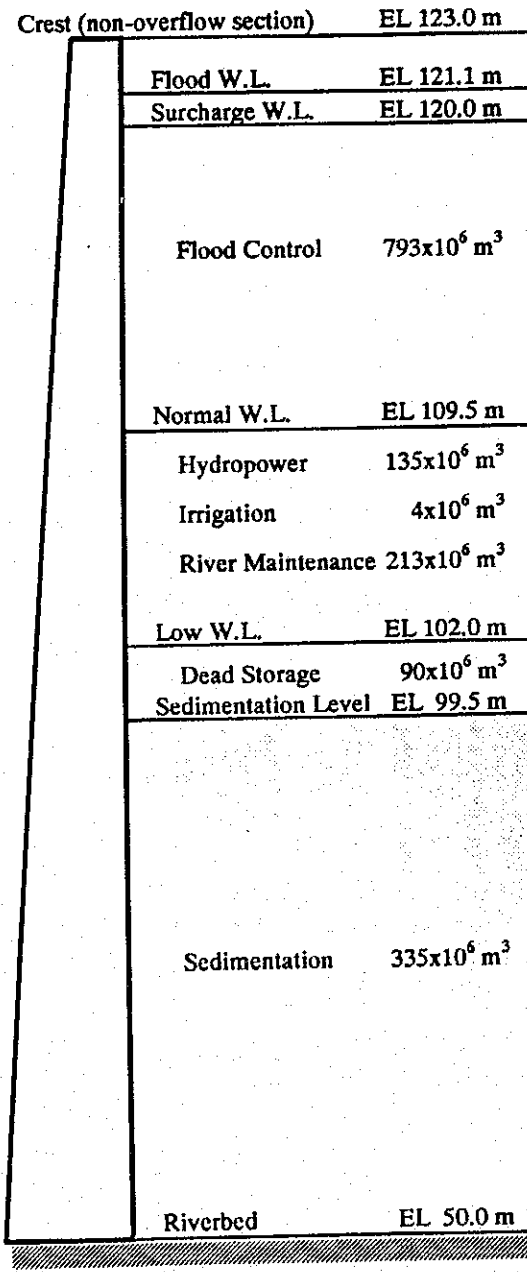 Crest (non-overflow section) EL 123.0 m
Flood W.L. EL 121.1 m
Surcharge W.L. EL 120.0 m
Flood Control 793x10⁶ m³
Normal W.L. EL 109.5 m
Hydropower 135x10⁶ m³
Irrigation 4x10⁶ m³
River Maintenance 213x10⁶ m³
Low W.L. EL 102.0 m
Dead Storage 90x10⁶ m³
Sedimentation Level EL 99.5 m
Sedimentation 335x10⁶ m³
Riverbed EL 50.0 m